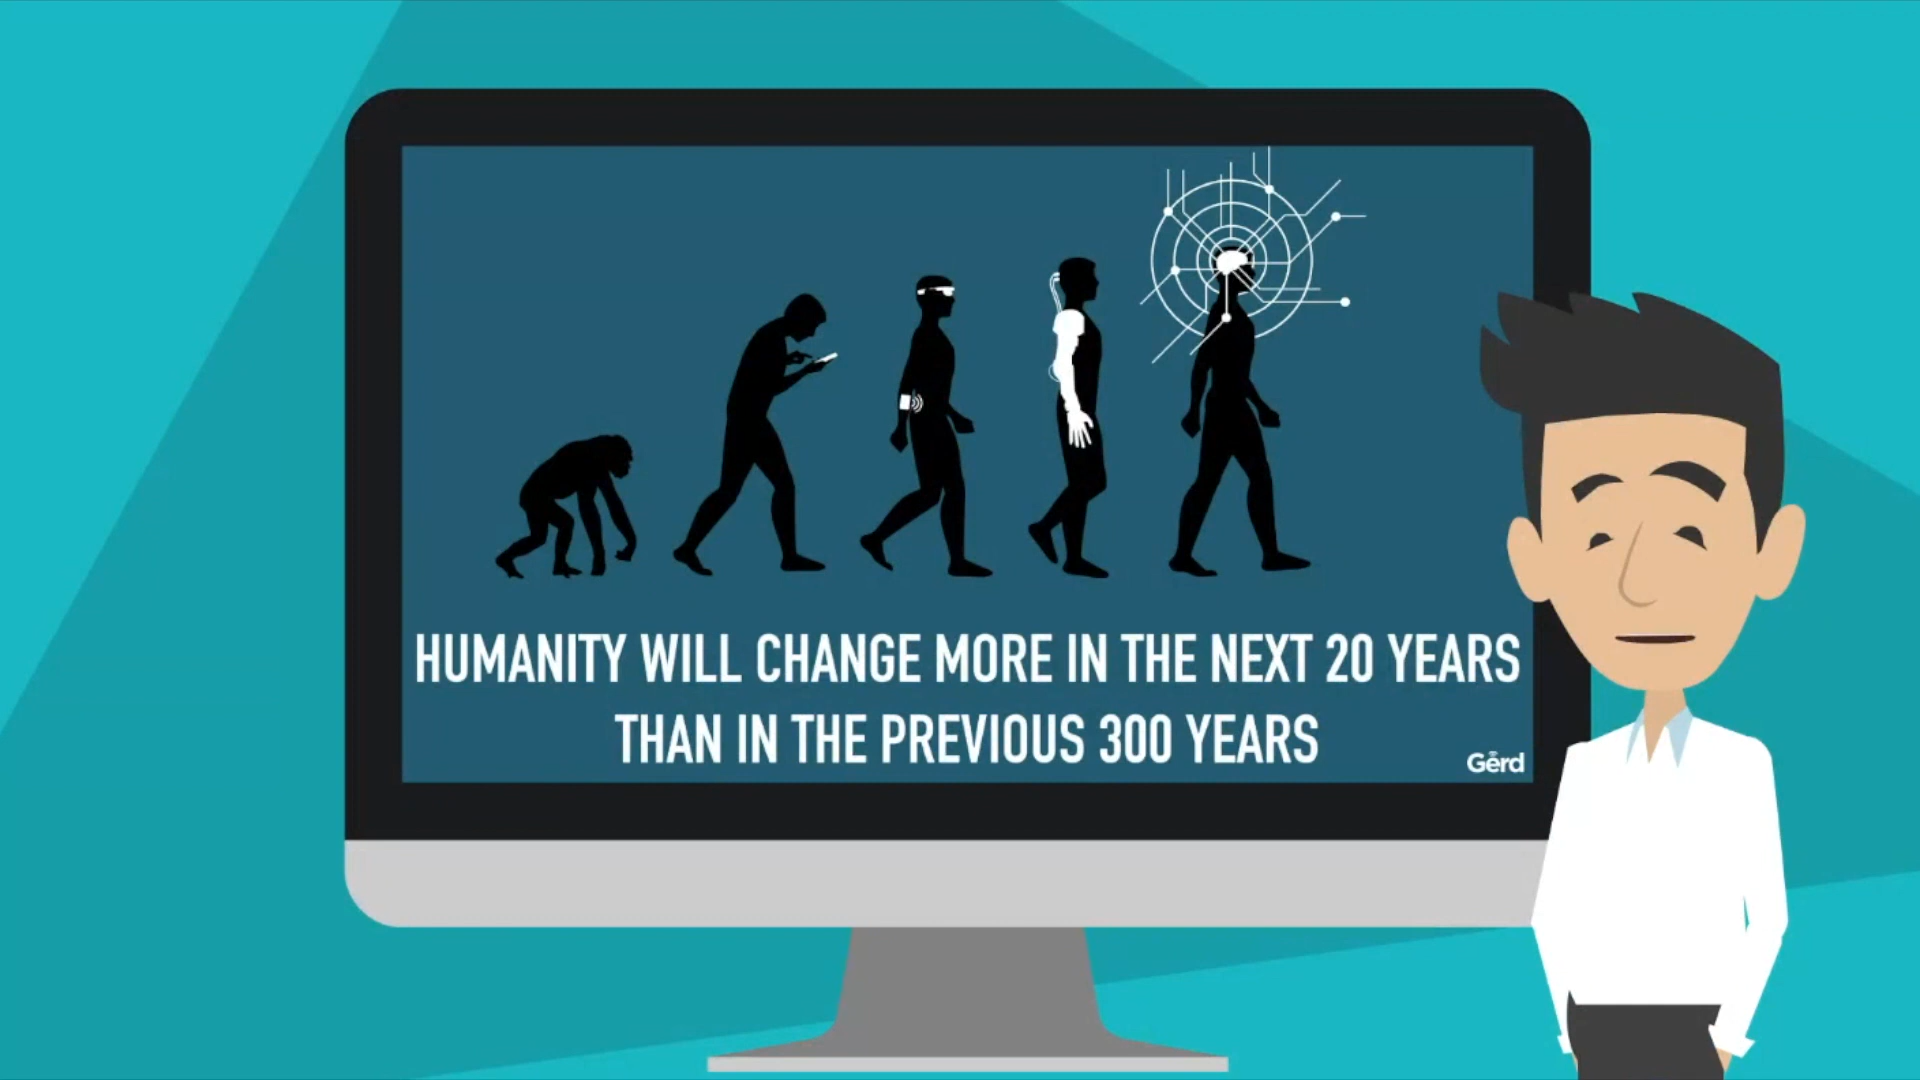 HUMANITY WILL CHANGE MORE IN THE NEXT 20 YEARS
THAN IN THE PREVIOUS 300 YEARS
Gerd